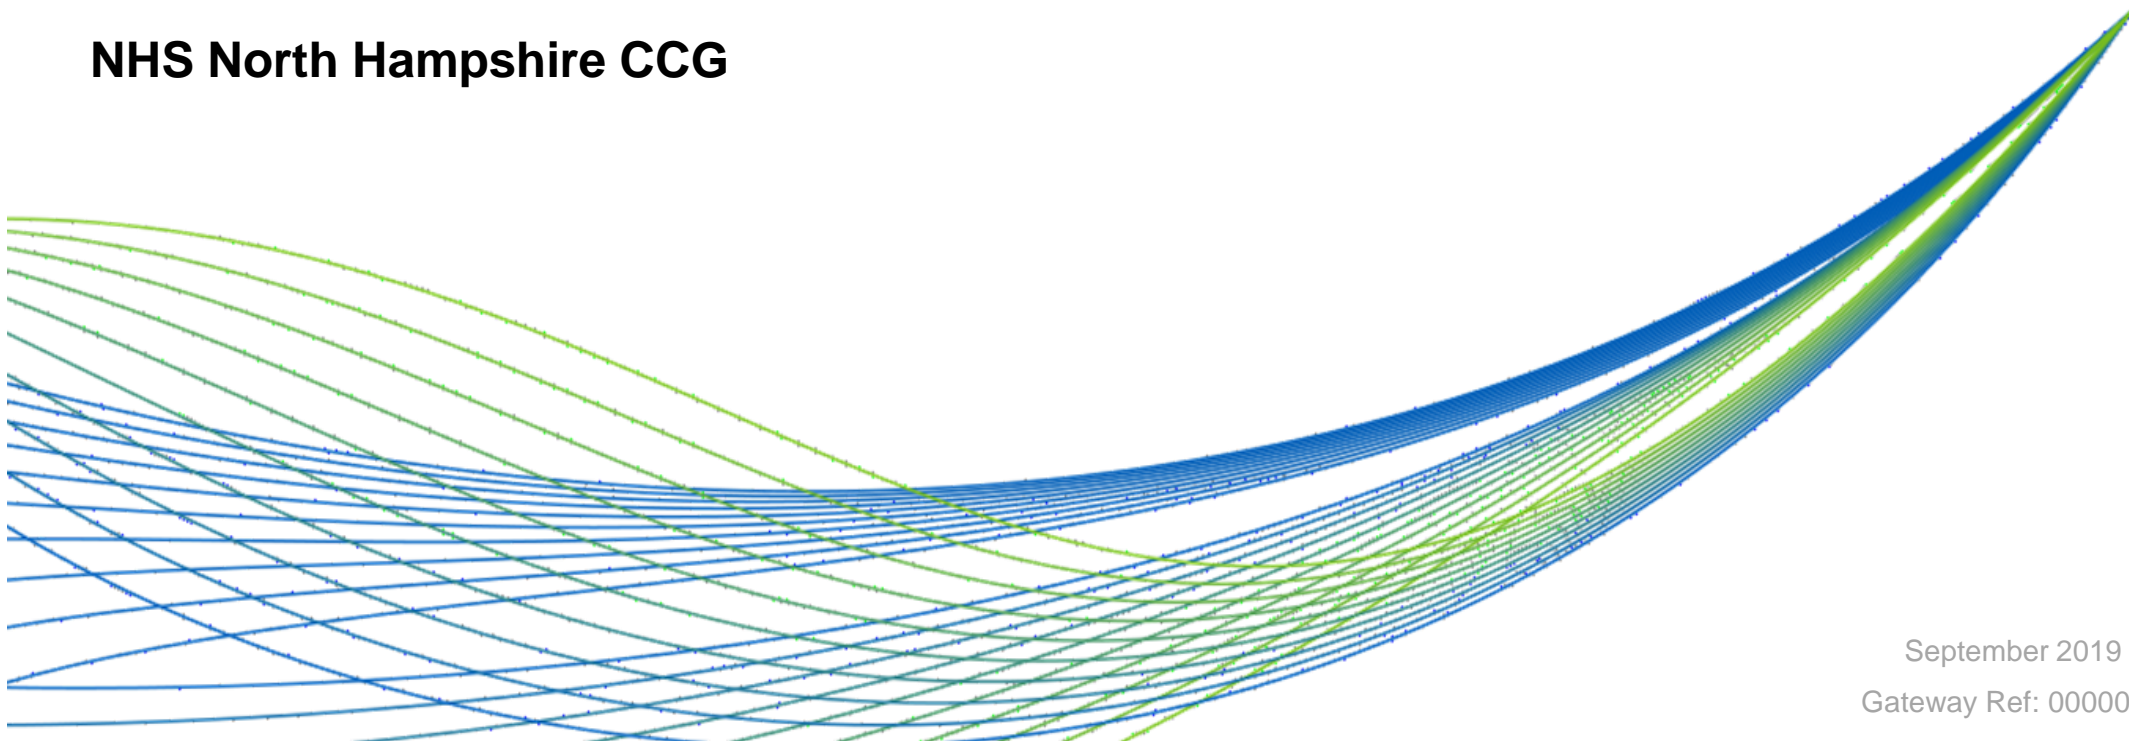 NHS North Hampshire CCG
September 2019
Gateway Ref: 00000